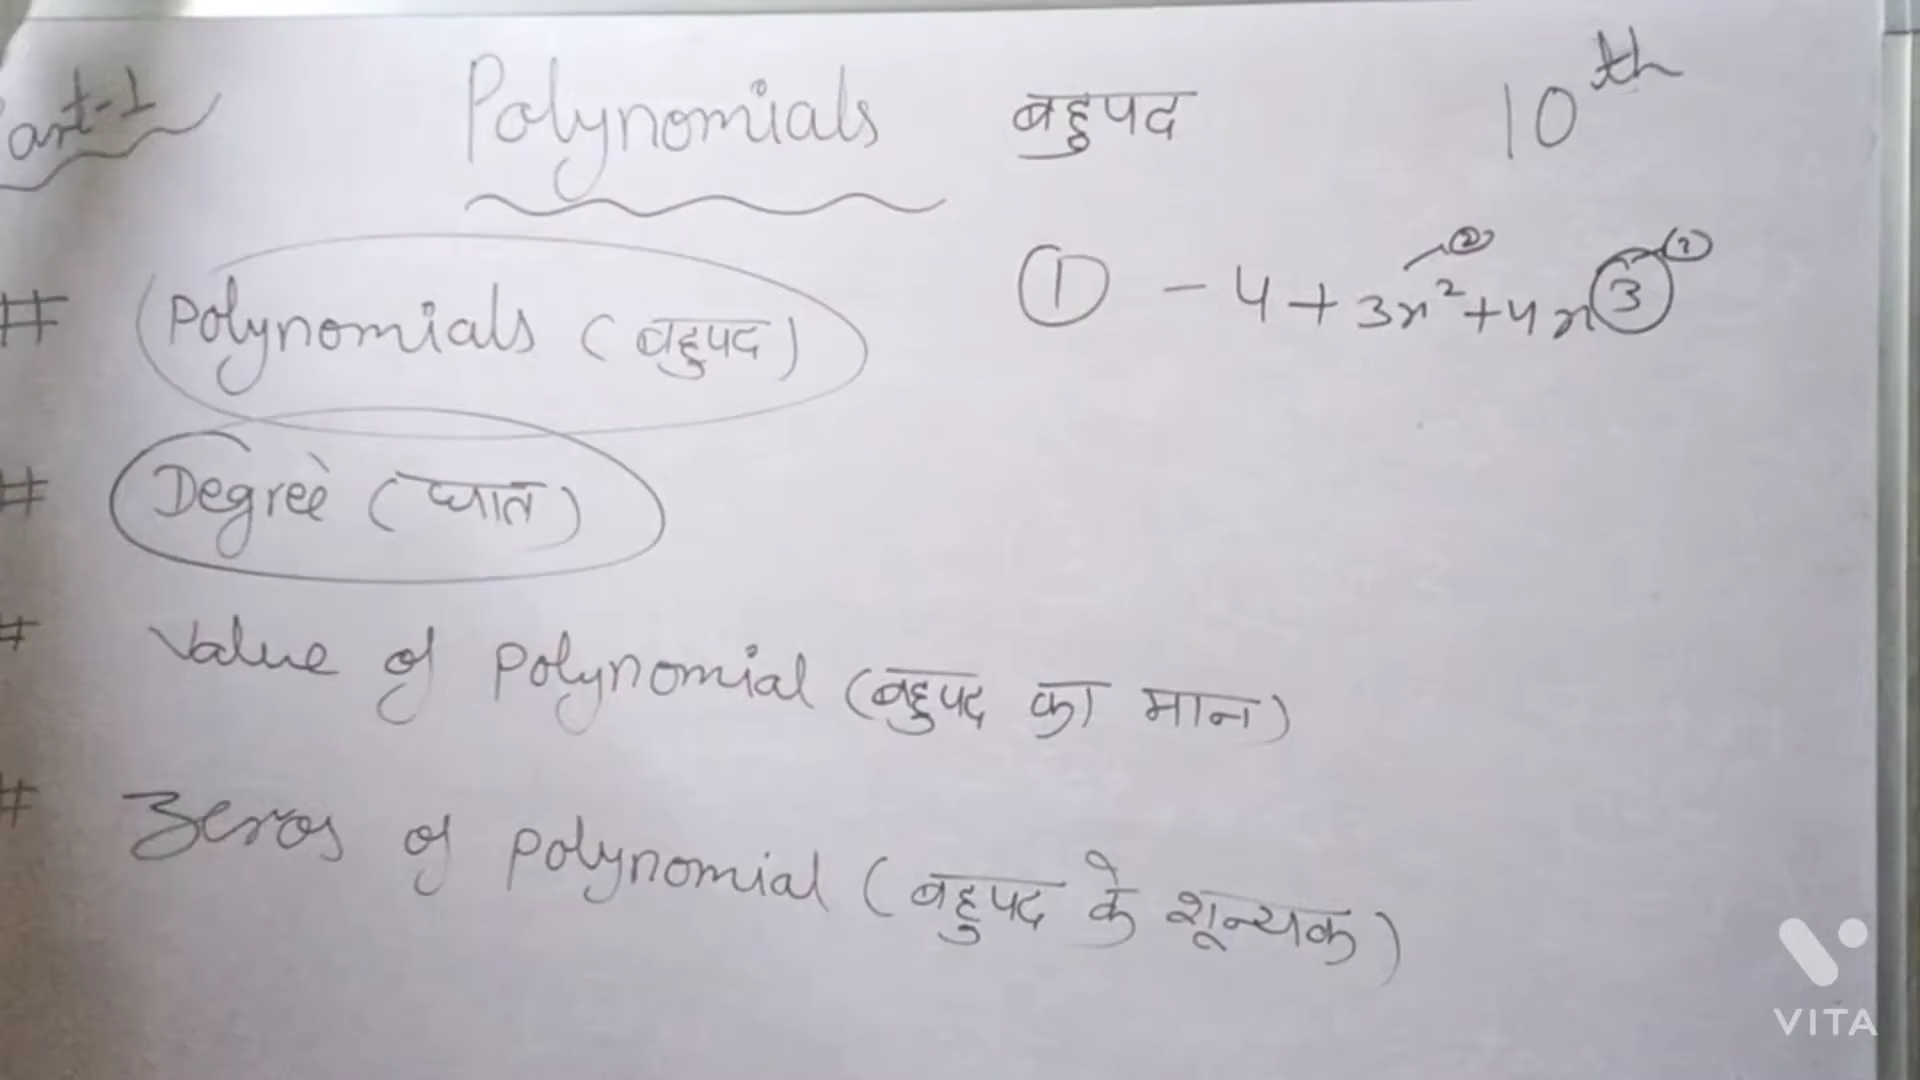 art-1 Polynomials बहुपद 10th
# Polynomials (बहुपद)
① - 4 + 3x² + 4x³
# Degree (घात)
# Value of polynomial (बहुपद का मान)
# Zeros of polynomial (बहुपद के शून्यक)
VITA